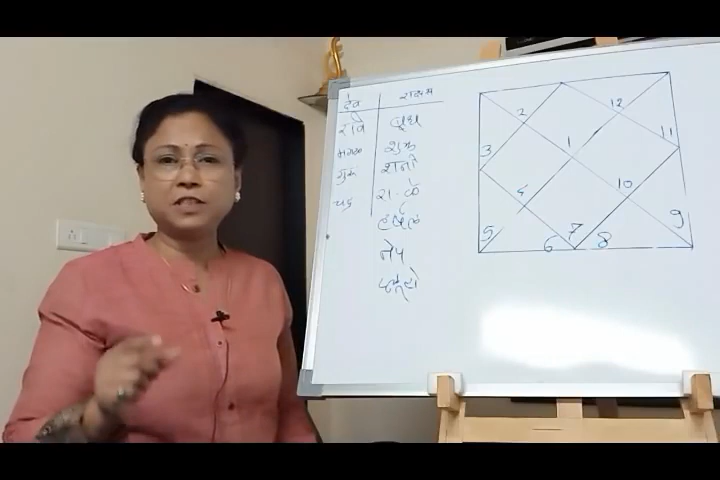 देव राक्षस
रवि बुध
मंगळ शुक्र
गुरु शनी
चंद्र रा. के
हर्षल
नेप
प्लूटो
2 12
3 1 11
4 10
5 6 7 8 9